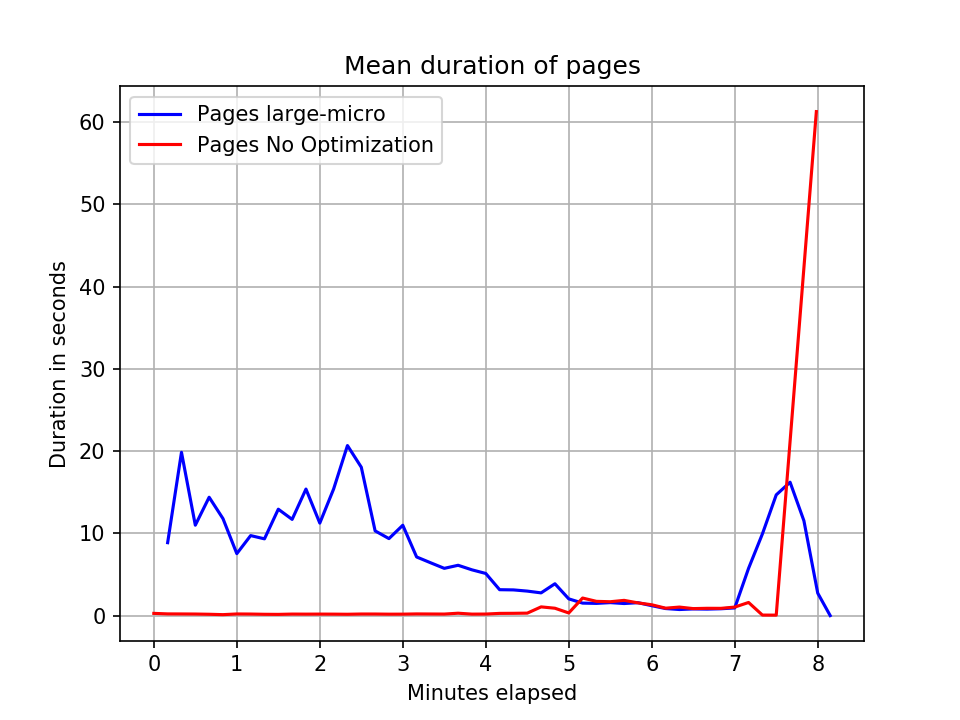 Mean duration of pages
Pages large-micro
Pages No Optimization
60
50
40
30
20
10
0
Duration in seconds
0 1 2 3 4 5 6 7 8
Minutes elapsed